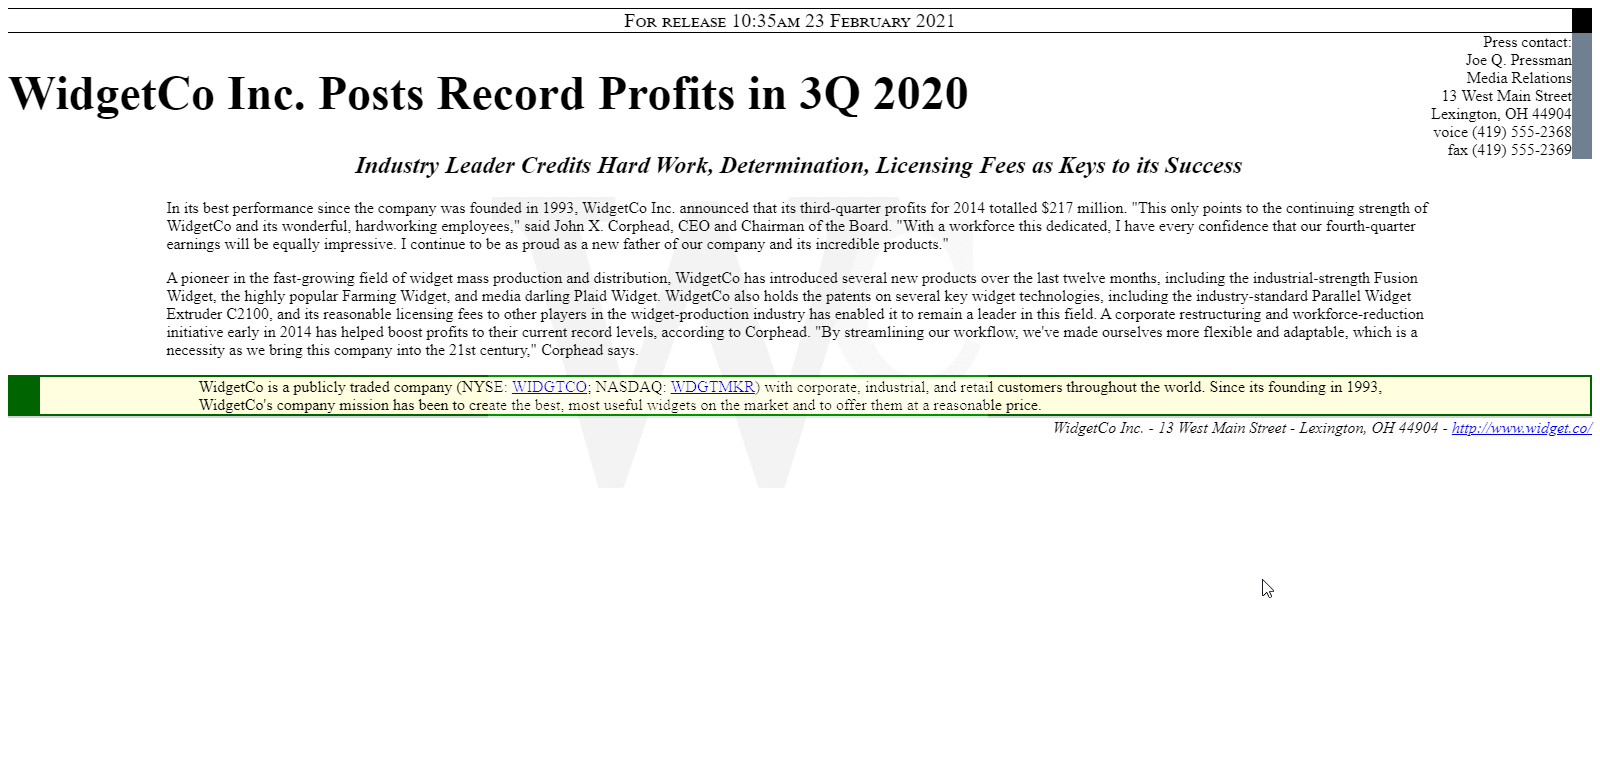 For release 10:35am 23 February 2021
Press contact:
Joe Q. Pressman
Media Relations
13 West Main Street
Lexington, OH 44904
voice (419) 555-2368
fax (419) 555-2369
WidgetCo Inc. Posts Record Profits in 3Q 2020
Industry Leader Credits Hard Work, Determination, Licensing Fees as Keys to its Success
In its best performance since the company was founded in 1993, WidgetCo Inc. announced that its third-quarter profits for 2014 totalled $217 million. "This only points to the continuing strength of
WidgetCo and its wonderful, hardworking employees," said John X. Corphead, CEO and Chairman of the Board. "With a workforce this dedicated, I have every confidence that our fourth-quarter
earnings will be equally impressive. I continue to be as proud as a new father of our company and its incredible products."
A pioneer in the fast-growing field of widget mass production and distribution, WidgetCo has introduced several new products over the last twelve months, including the industrial-strength Fusion
Widget, the highly popular Farming Widget, and media darling Plaid Widget. WidgetCo also holds the patents on several key widget technologies, including the industry-standard Parallel Widget
Extruder C2100, and its reasonable licensing fees to other players in the widget-production industry has enabled it to remain a leader in this field. A corporate restructuring and workforce-reduction
initiative early in 2014 has helped boost profits to their current record levels, according to Corphead. "By streamlining our workflow, we've made ourselves more flexible and adaptable, which is a
necessity as we bring this company into the 21st century," Corphead says.
WidgetCo is a publicly traded company (NYSE: WIDGTCO; NASDAQ: WDGTMKR) with corporate, industrial, and retail customers throughout the world. Since its founding in 1993,
WidgetCo's company mission has been to create the best, most useful widgets on the market and to offer them at a reasonable price.
WidgetCo Inc. - 13 West Main Street - Lexington, OH 44904 - http://www.widget.co/
WC